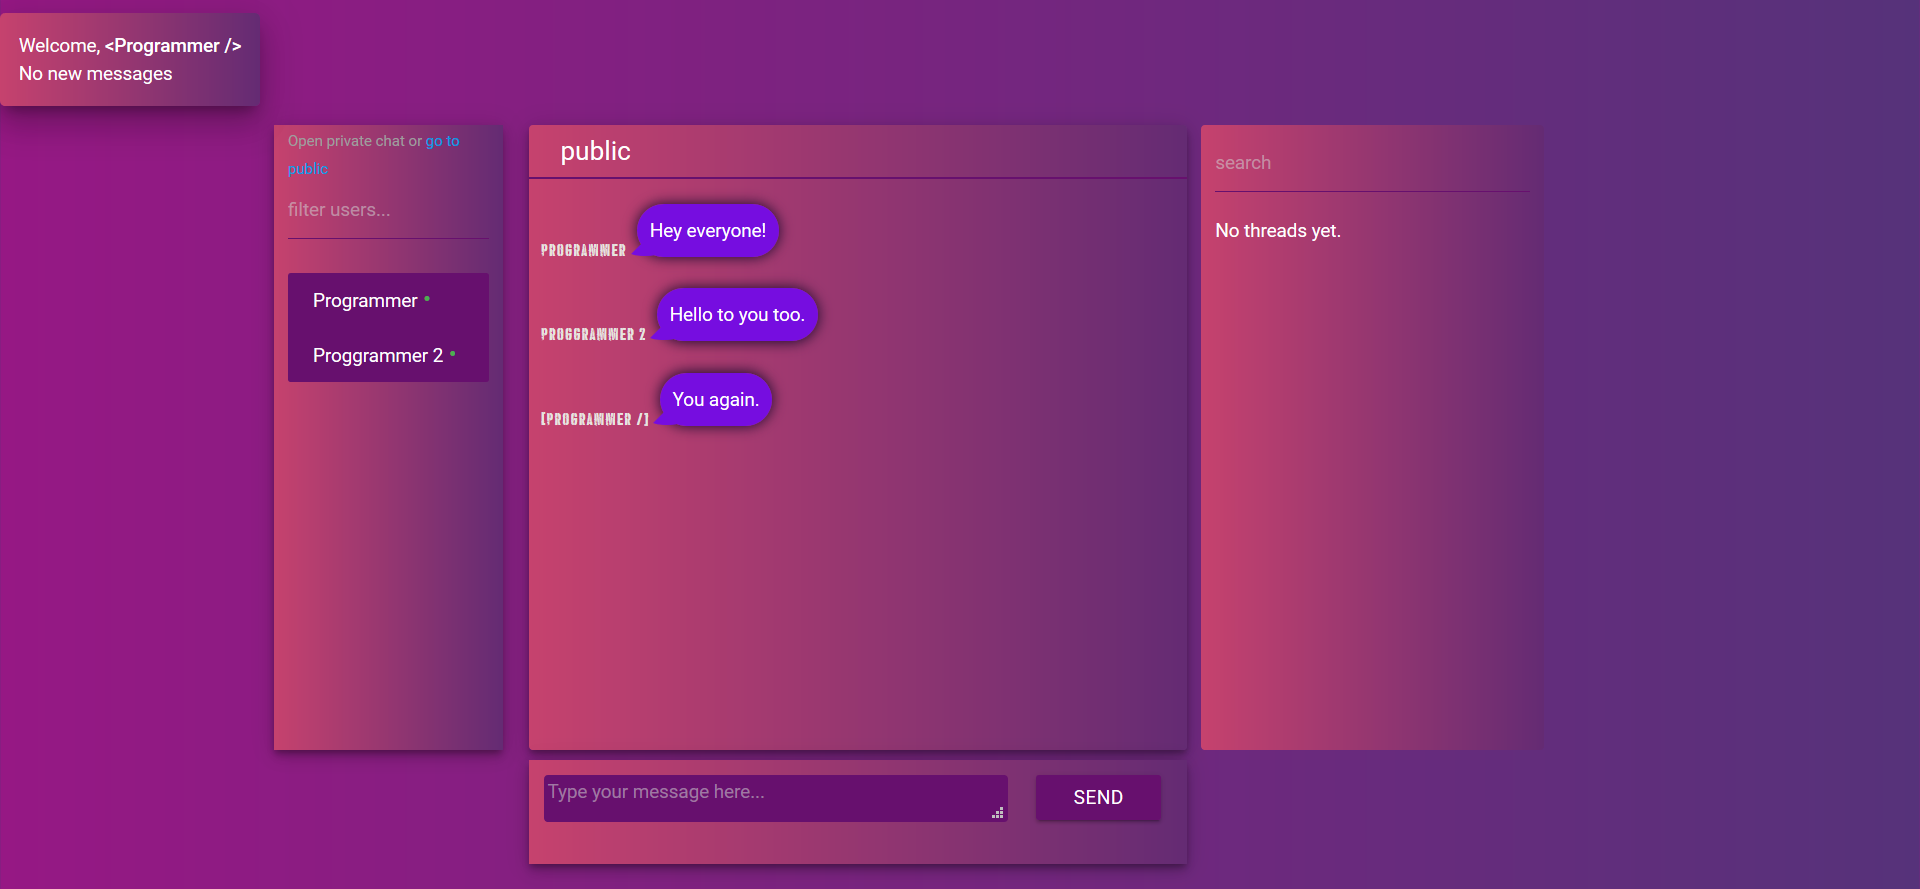 Welcome, <Programmer />
No new messages
Open private chat or go to
public
filter users...
Programmer
Proggrammer 2
public
Hey everyone!
PROGRAMMER
Hello to you too.
PROGGRAMMER 2
You again.
[PROGRAMMER /]
Type your message here...
SEND
search
No threads yet.